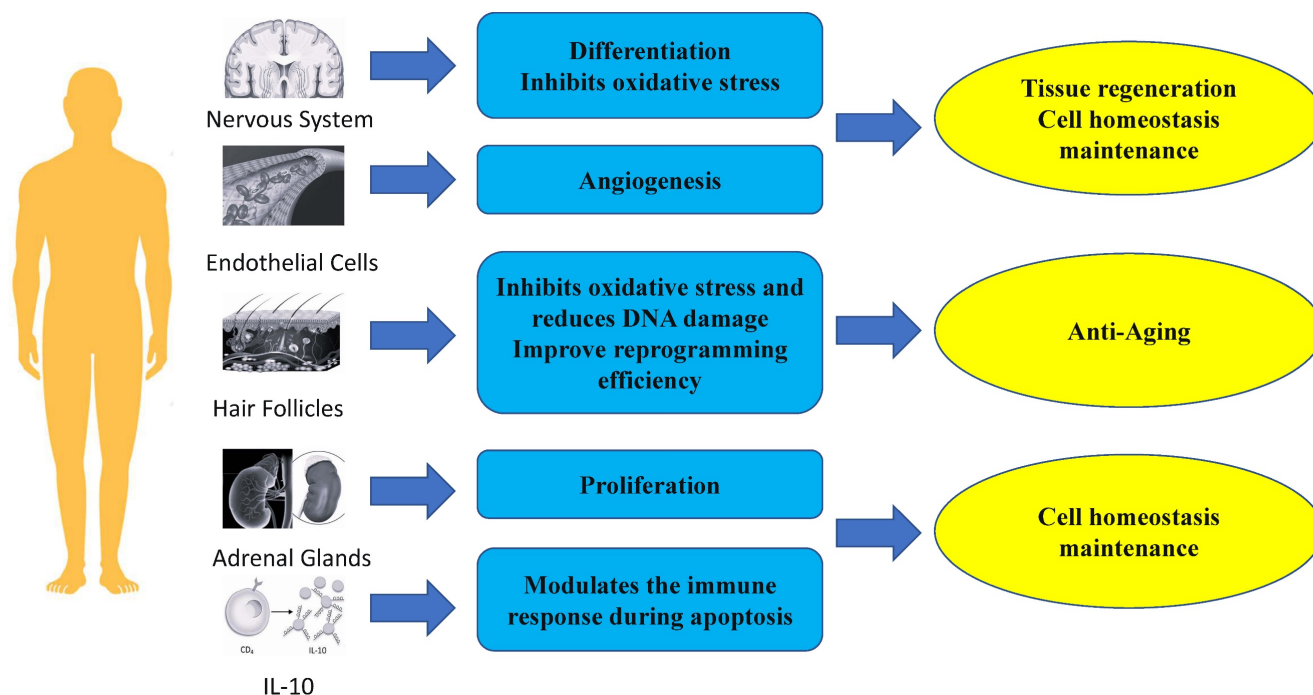 Nervous System
Differentiation
Inhibits oxidative stress
Tissue regeneration
Cell homeostasis
maintenance
Endothelial Cells
Angiogenesis
Hair Follicles
Inhibits oxidative stress and
reduces DNA damage
Improve reprogramming
efficiency
Anti-Aging
Adrenal Glands
Proliferation
Cell homeostasis
maintenance
CD₄
IL-10
IL-10
Modulates the immune
response during apoptosis